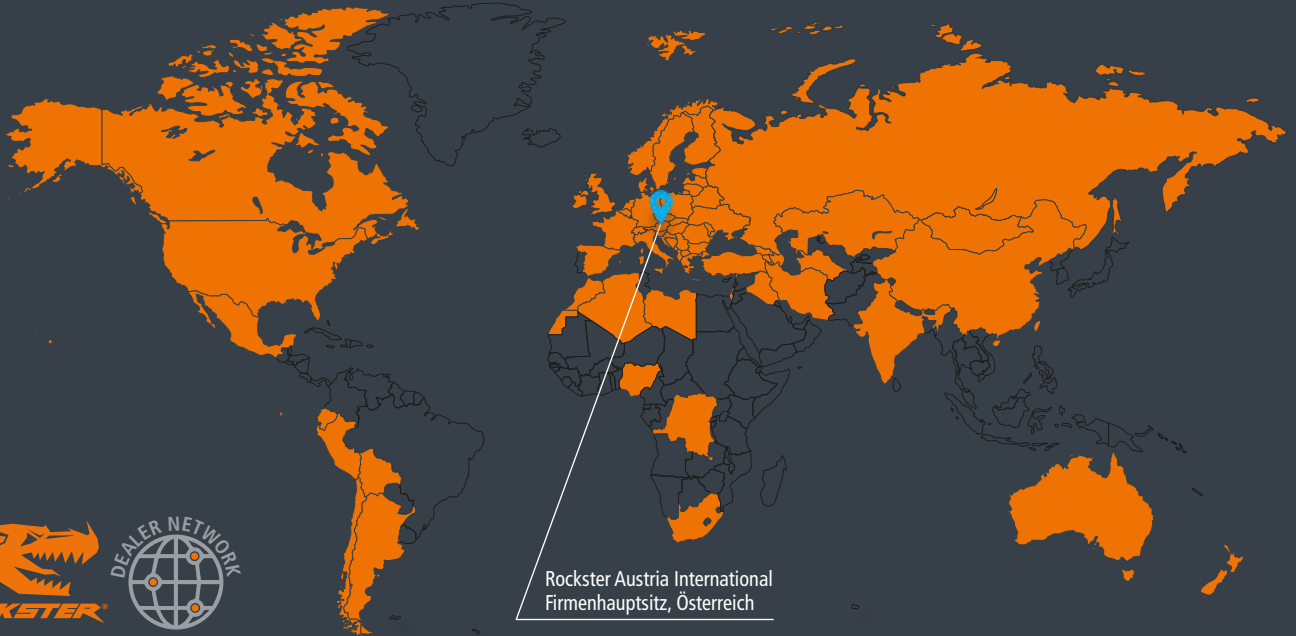 DEALER NETWORK
KSTER®
Rockster Austria International
Firmenhauptsitz, Österreich